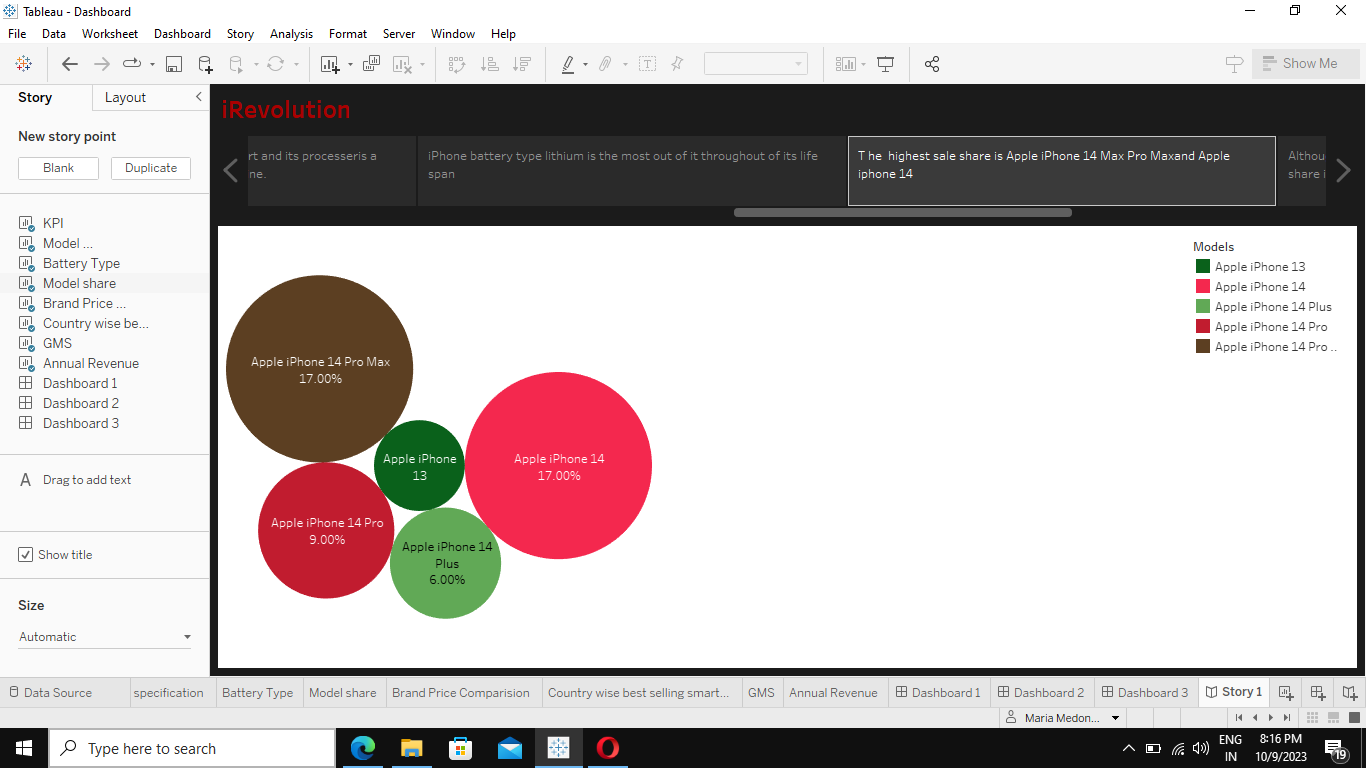 Tableau - Dashboard
File Data Worksheet Dashboard Story Analysis Format Server Window Help
Show Me
Story Layout
New story point
Blank Duplicate
KPI
Model ...
Battery Type
Model share
Brand Price ...
Country wise be...
GMS
Annual Revenue
Dashboard 1
Dashboard 2
Dashboard 3
A Drag to add text
Show title
Size
Automatic
iRevolution
rt and its processeris a
ne.
iPhone battery type lithium is the most out of it throughout of its life
span
T he highest sale share is Apple iPhone 14 Max Pro Maxand Apple
iphone 14
Althou
share i
Apple iPhone 14 Pro Max
17.00%
Apple iPhone
13
Apple iPhone 14
17.00%
Apple iPhone 14 Pro
9.00%
Apple iPhone 14
Plus
6.00%
Models
Apple iPhone 13
Apple iPhone 14
Apple iPhone 14 Plus
Apple iPhone 14 Pro
Apple iPhone 14 Pro ..
Data Source specification Battery Type Model share Brand Price Comparision Country wise best selling smart... GMS Annual Revenue Dashboard 1 Dashboard 2 Dashboard 3 Story 1
Maria Medon...
Type here to search
ENG
IN
8:16 PM
10/9/2023
19